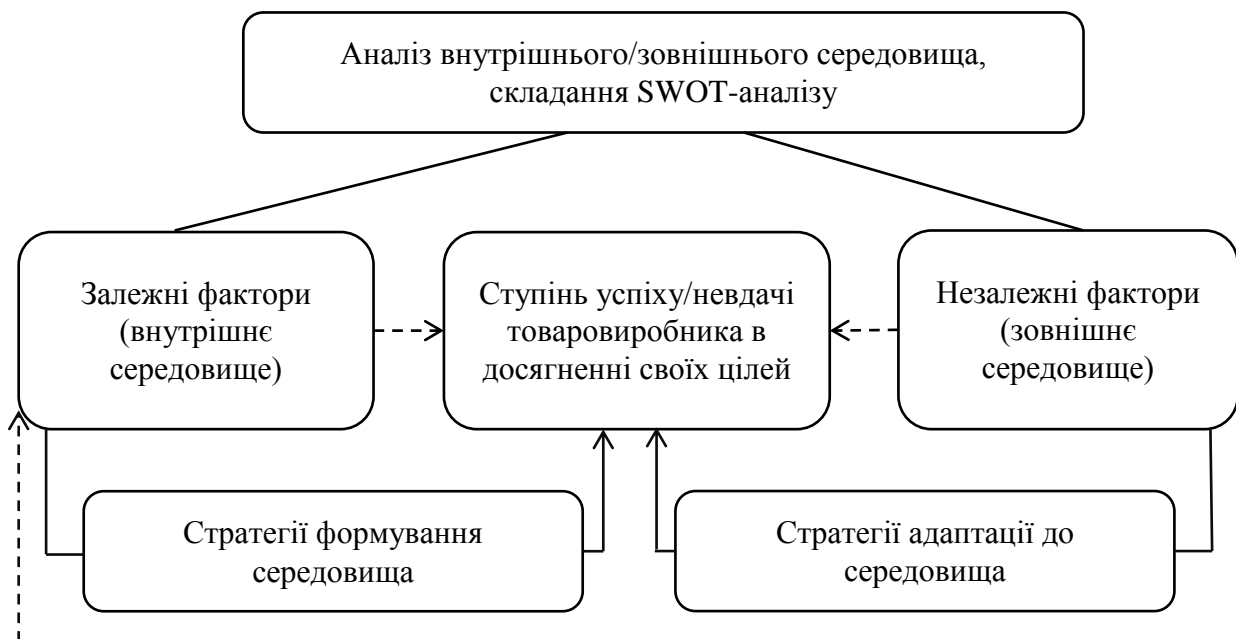 Аналіз внутрішнього/зовнішнього середовища,
складання SWOT-аналізу
Залежні фактори
(внутрішнє
середовище)
Ступінь успіху/невдачі
товаровиробника в
досягненні своїх цілей
Незалежні фактори
(зовнішнє
середовище)
Стратегії формування
середовища
Стратегії адаптації до
середовища